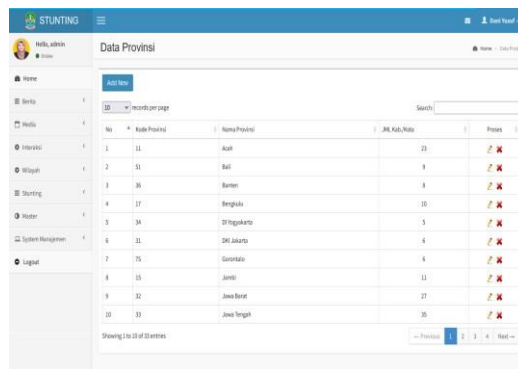 STUNTING
Deni Yusuf
Hello, admin
Online
Data Provinsi
Home
Home
Berita
Media
Interaksi
Wilayah
Stunting
Master
System Manajemen
Logout
Add New
10 records per page
Search:
No Kode Provinsi Nama Provinsi JML Kab./Kota Proses
1 11 Aceh 23
2 51 Bali 9
3 36 Banten 8
4 17 Bengkulu 10
5 34 DI Yogyakarta 5
6 31 DKI Jakarta 6
7 75 Gorontalo 6
8 15 Jambi 11
9 32 Jawa Barat 27
10 33 Jawa Tengah 35
Showing 1 to 10 of 33 entries
← Previous 1 2 3 4 Next →